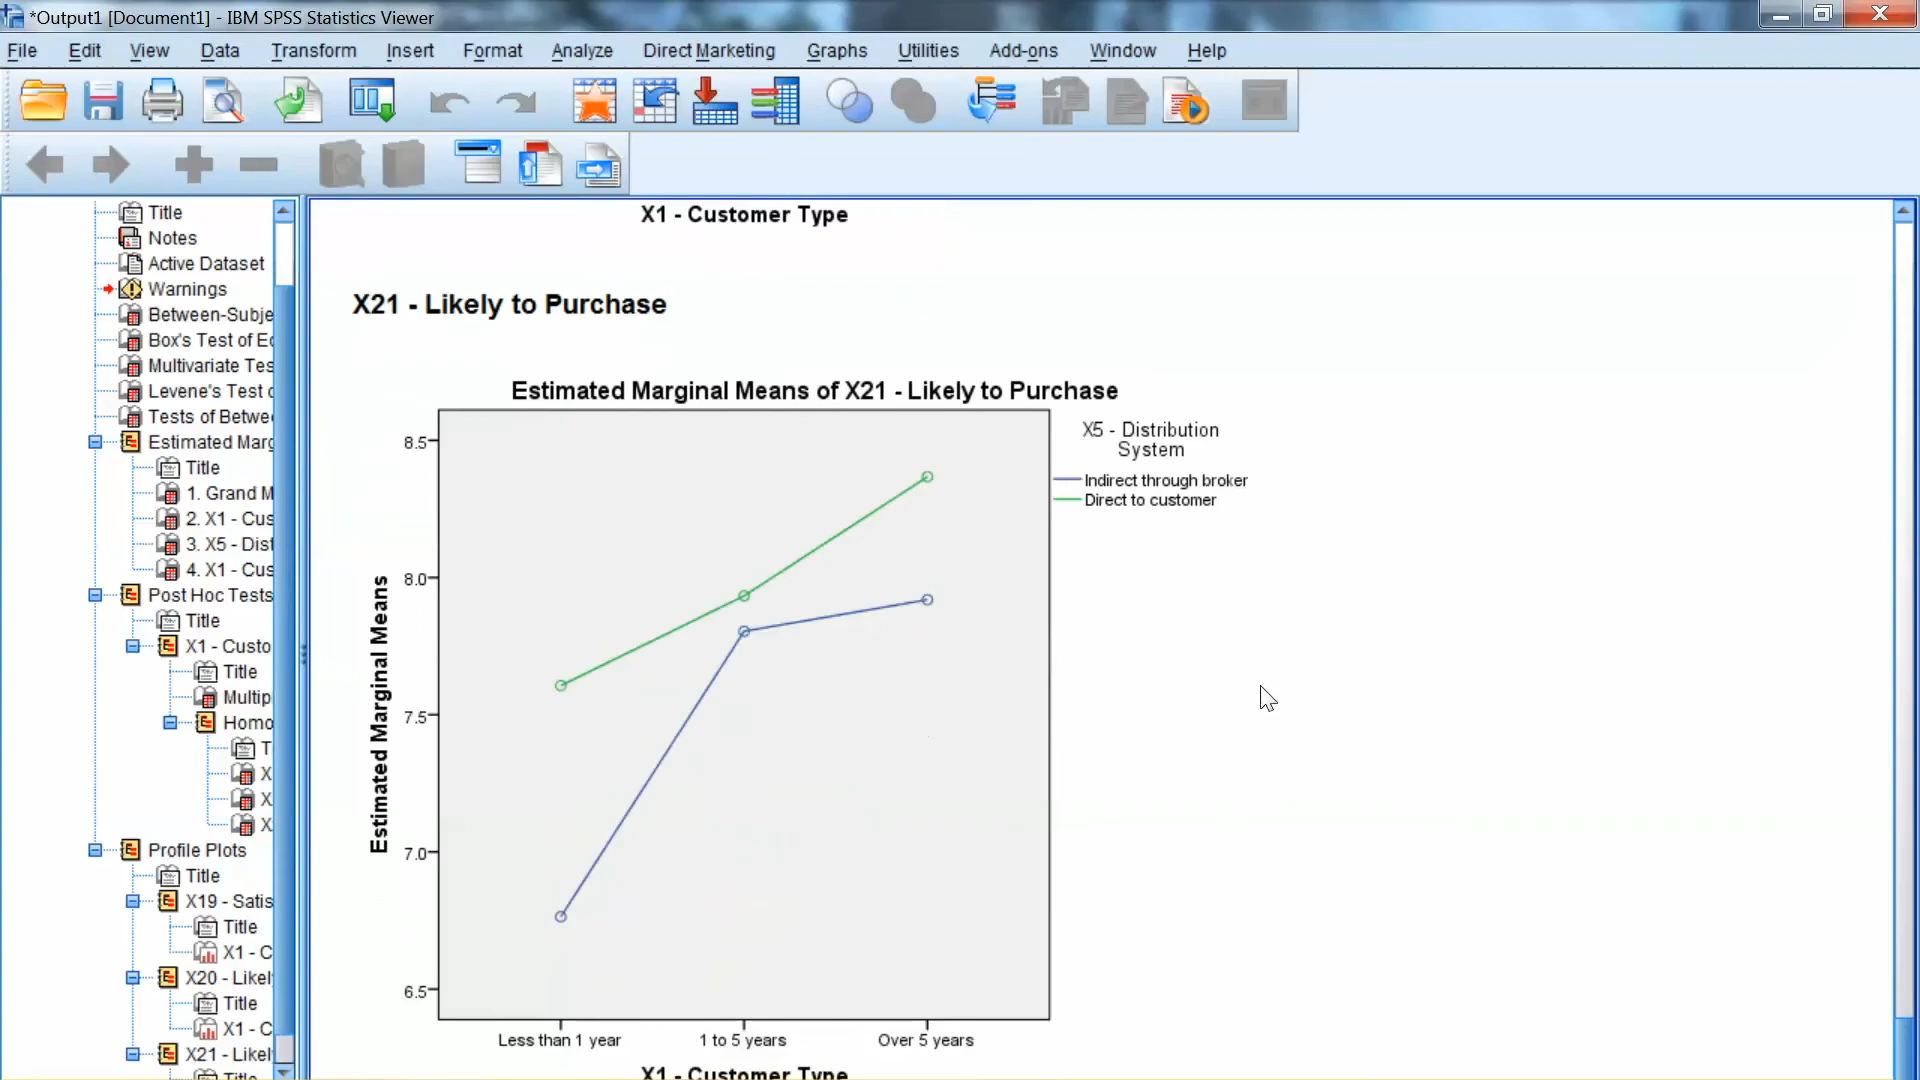 *Output1 [Document1] - IBM SPSS Statistics Viewer
File Edit View Data Transform Insert Format Analyze Direct Marketing Graphs Utilities Add-ons Window Help
Title
Notes
Active Dataset
Warnings
Between-Subje
Box's Test of Ec
Multivariate Tes
Levene's Test o
Tests of Betwee
Estimated Marg
Title
1. Grand M
2. X1 - Cus
3. X5 - Dist
4. X1 - Cus
Post Hoc Tests
Title
X1 - Custo
Title
Multip
Homo
T
X
X
X
Profile Plots
Title
X19 - Satis
Title
X1 - C
X20 - Likel
Title
X1 - C
X21 - Likel
Title
X1 - Customer Type
X21 - Likely to Purchase
Estimated Marginal Means of X21 - Likely to Purchase
X5 - Distribution
System
Indirect through broker
Direct to customer
Estimated Marginal Means
8.5
8.0
7.5
7.0
6.5
Less than 1 year 1 to 5 years Over 5 years
X1 - Customer Type